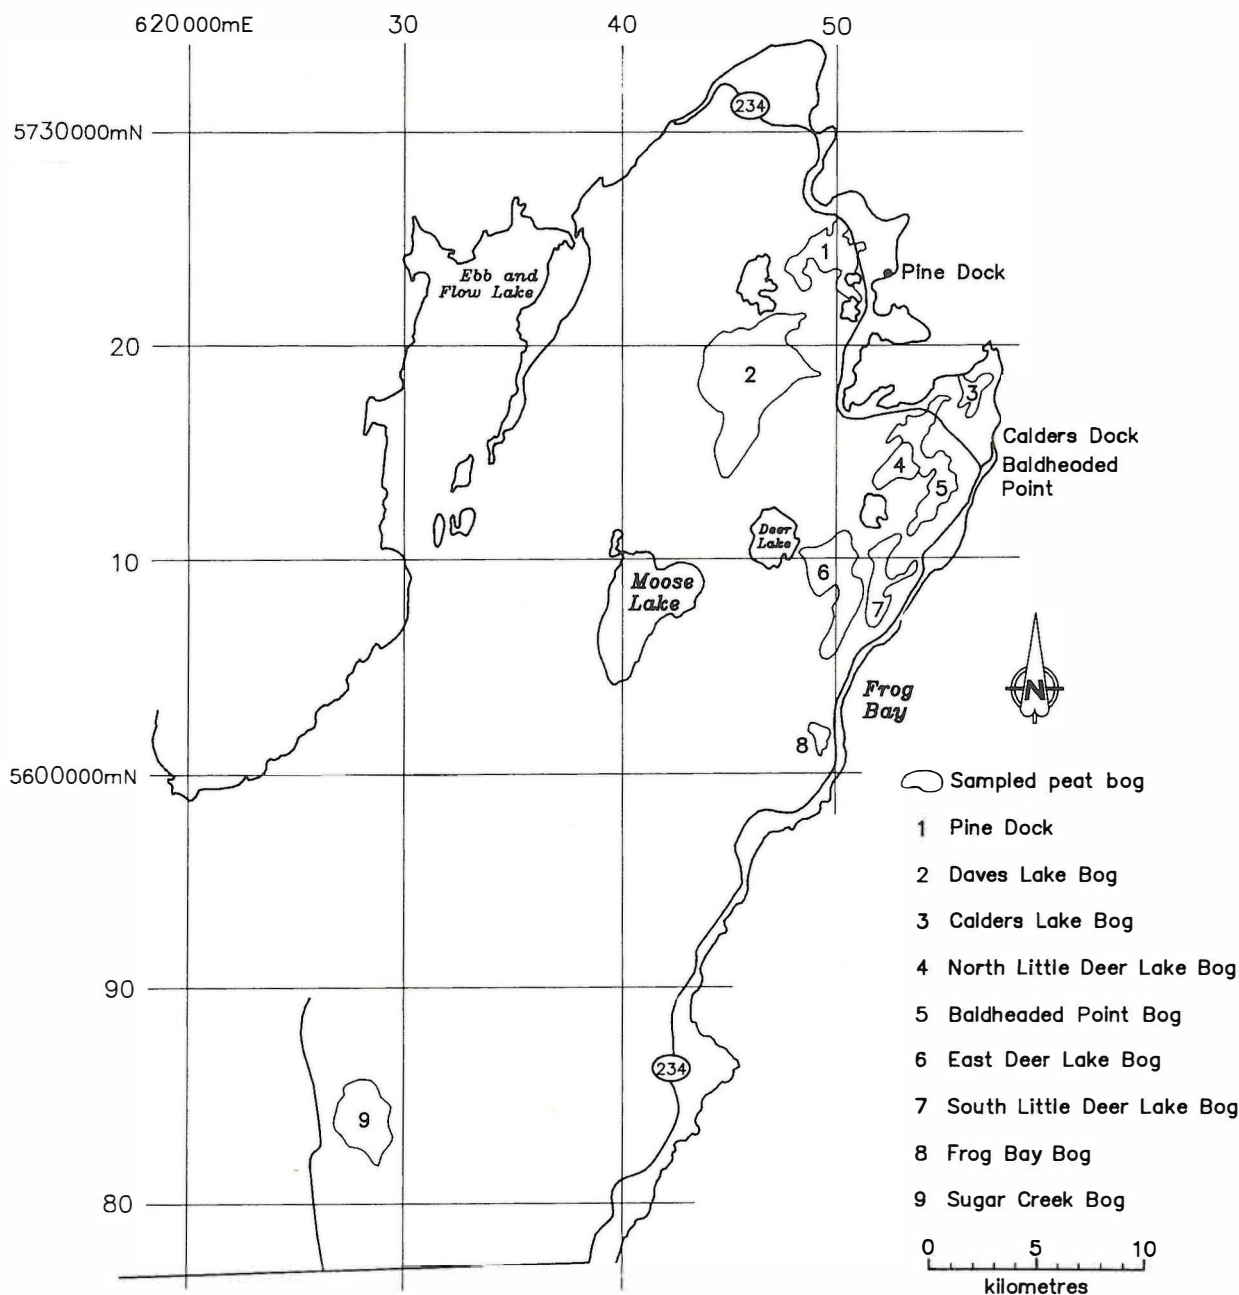 620000mE 30 40 50
234
5730000mN
1
Ebb and
Flow Lake
Pine Dock
20
2
3
Calders Dock
Baldheaded
Point
4
5
Deer
Lake
10
6
Moose
Lake
7
Frog
Bay
N
8
5600000mN
Sampled peat bog
1 Pine Dock
2 Daves Lake Bog
3 Calders Lake Bog
4 North Little Deer Lake Bog
90
5 Baldheaded Point Bog
6 East Deer Lake Bog
234
7 South Little Deer Lake Bog
9
8 Frog Bay Bog
80
9 Sugar Creek Bog
0 5 10
kilometres